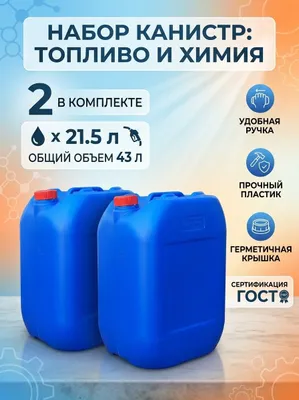 НАБОР КАНИСТР:
ТОПЛИВО И ХИМИЯ
2 В КОМПЛЕКТЕ
х 21.5 л
ОБЩИЙ ОБЪЕМ 43 Л
УДОБНАЯ
РУЧКА
ПРОЧНЫЙ
ПЛАСТИК
ГЕРМЕТИЧНАЯ
КРЫШКА
СЕРТИФИКАЦИЯ
ГОСТ